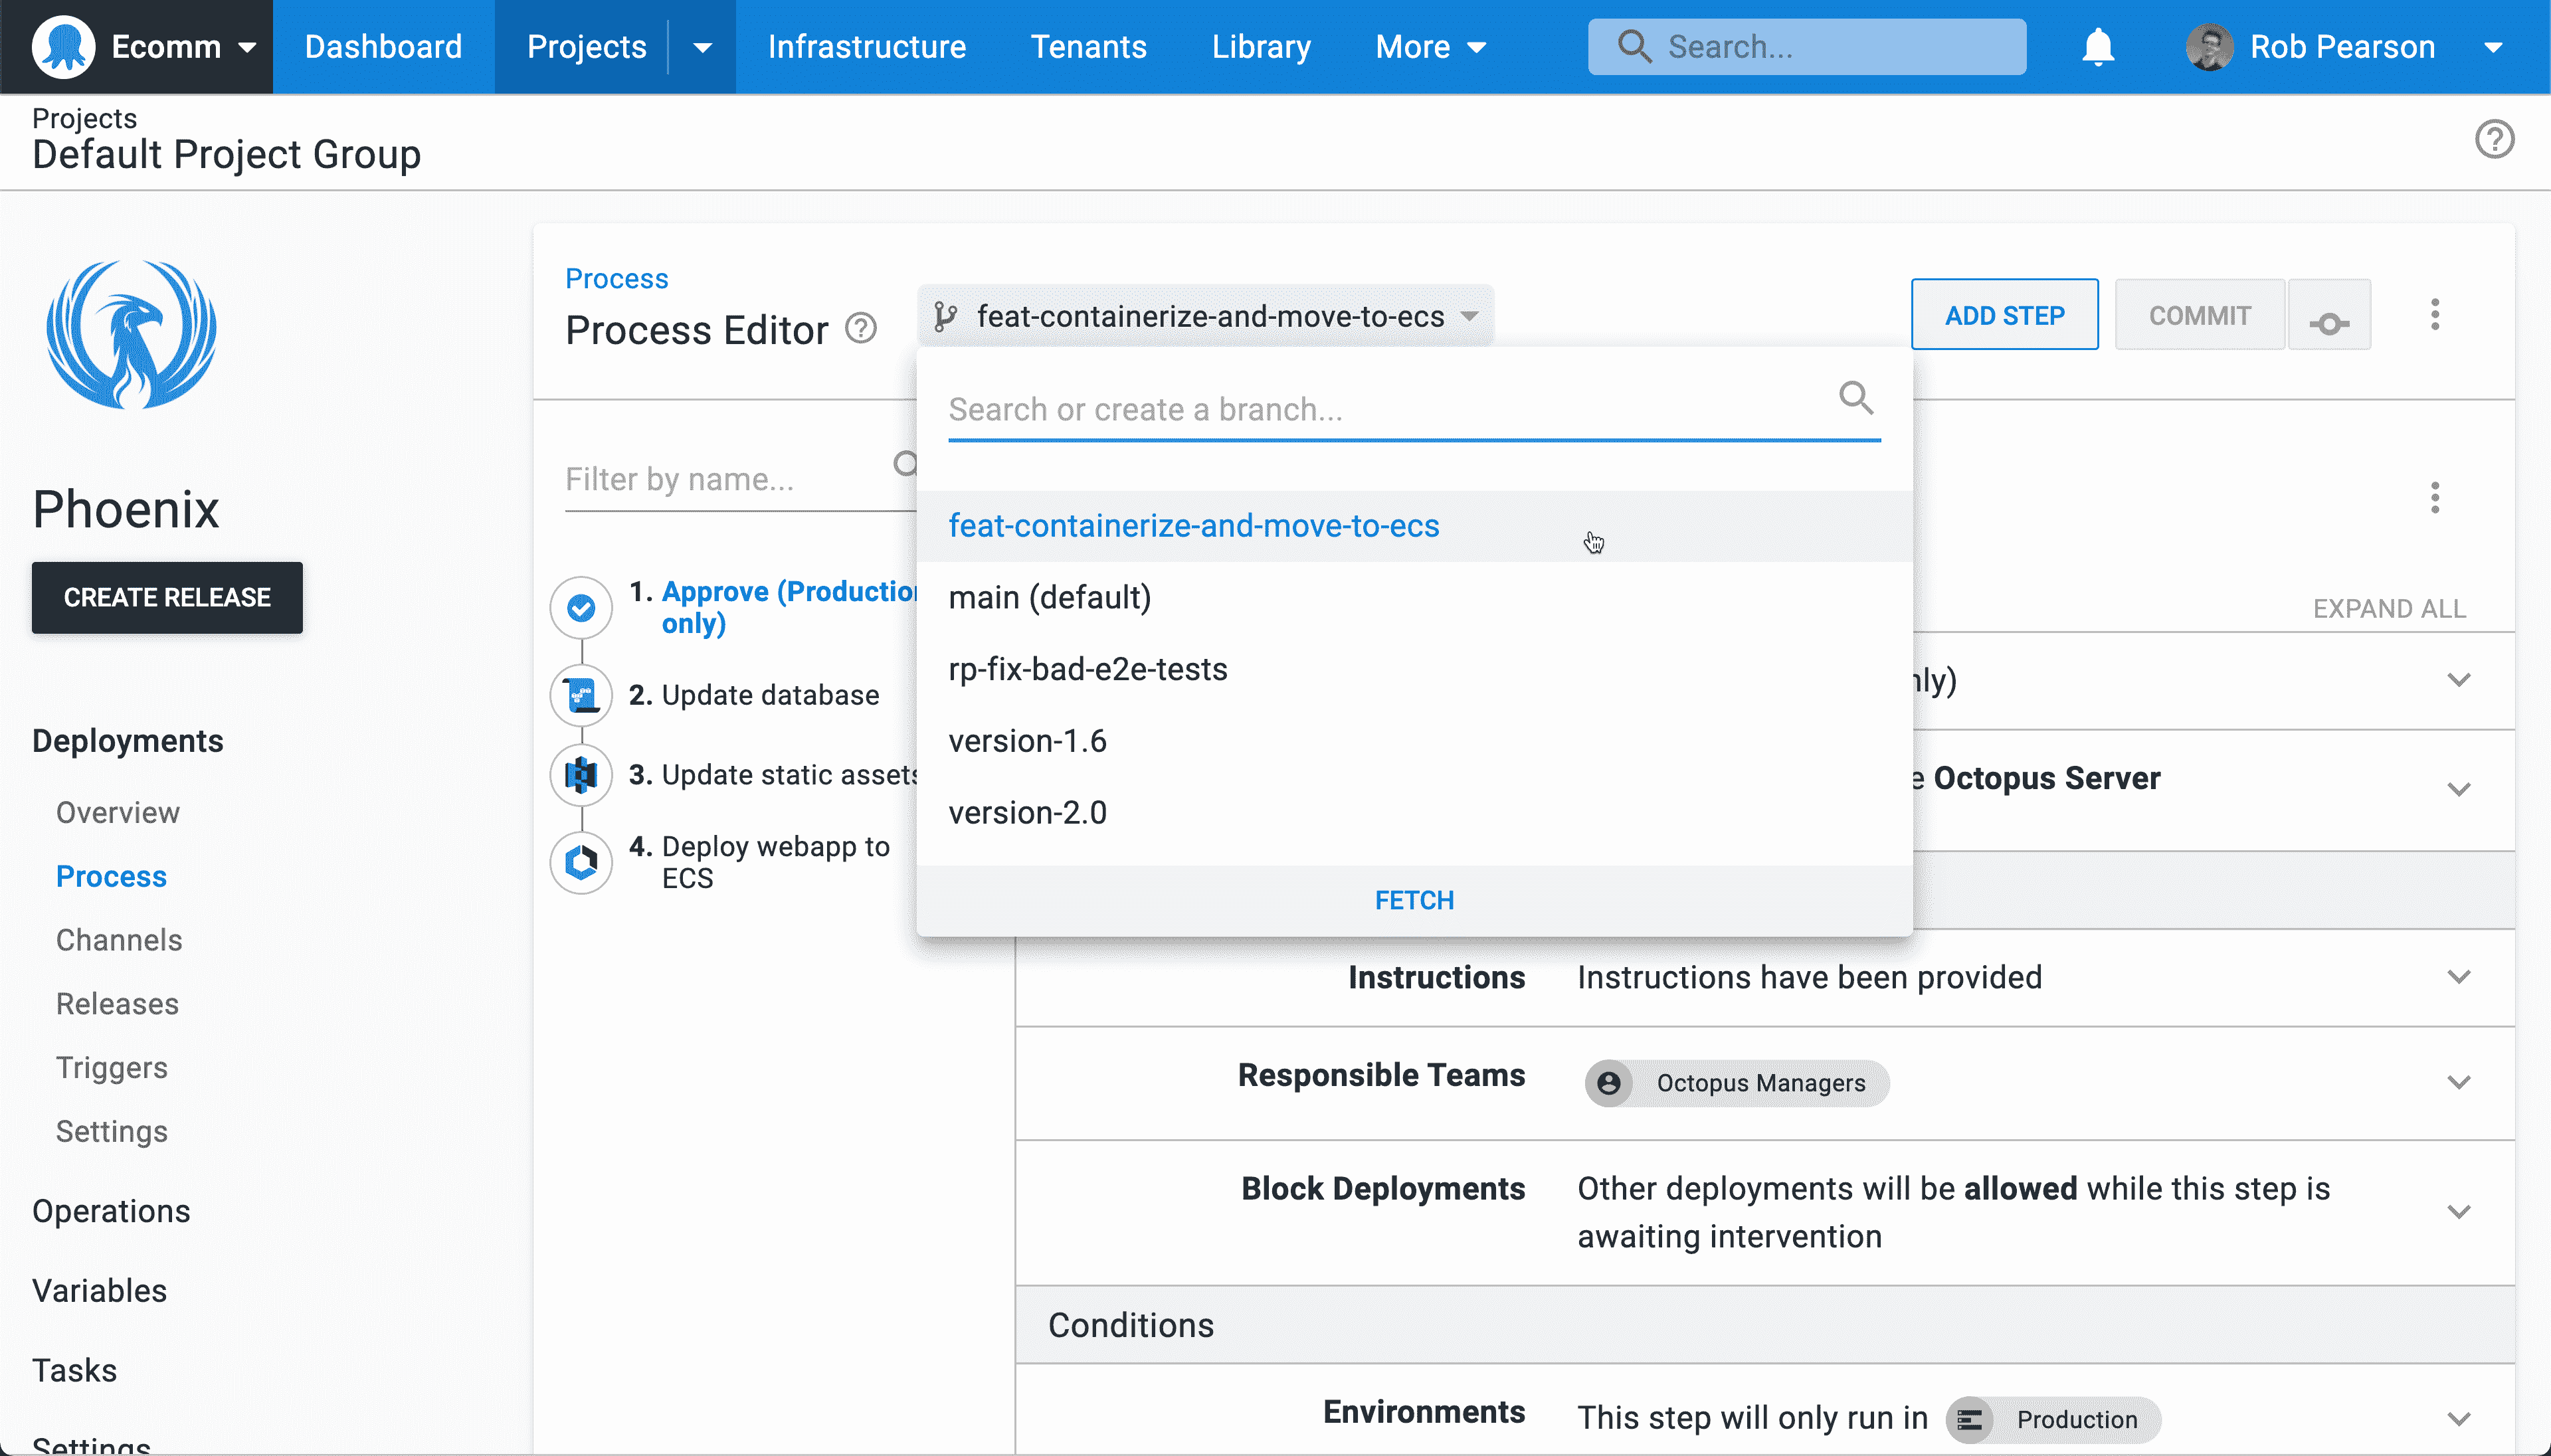 Ecomm
Dashboard
Projects
Infrastructure
Tenants
Library
More
Search...
Rob Pearson
Projects
Default Project Group
Phoenix
CREATE RELEASE
Deployments
Overview
Process
Channels
Releases
Triggers
Settings
Operations
Variables
Tasks
Settings
Process
Process Editor
feat-containerize-and-move-to-ecs
ADD STEP
COMMIT
Filter by name...
1. Approve (Production
only)
2. Update database
3. Update static assets
4. Deploy webapp to
ECS
Search or create a branch...
feat-containerize-and-move-to-ecs
main (default)
rp-fix-bad-e2e-tests
version-1.6
version-2.0
FETCH
EXPAND ALL
Octopus Server
Instructions
Instructions have been provided
Responsible Teams
Octopus Managers
Block Deployments
Other deployments will be allowed while this step is
awaiting intervention
Conditions
Environments
This step will only run in
Production